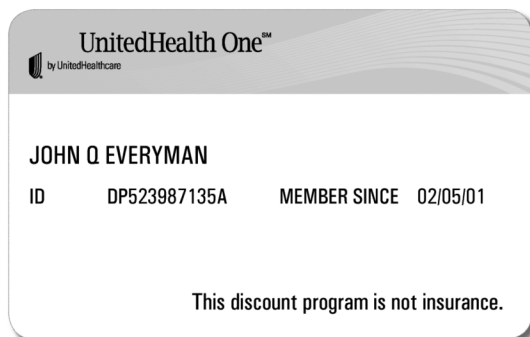 UnitedHealth One℠
by UnitedHealthcare
JOHN Q EVERYMAN
ID DP523987135A MEMBER SINCE 02/05/01
This discount program is not insurance.